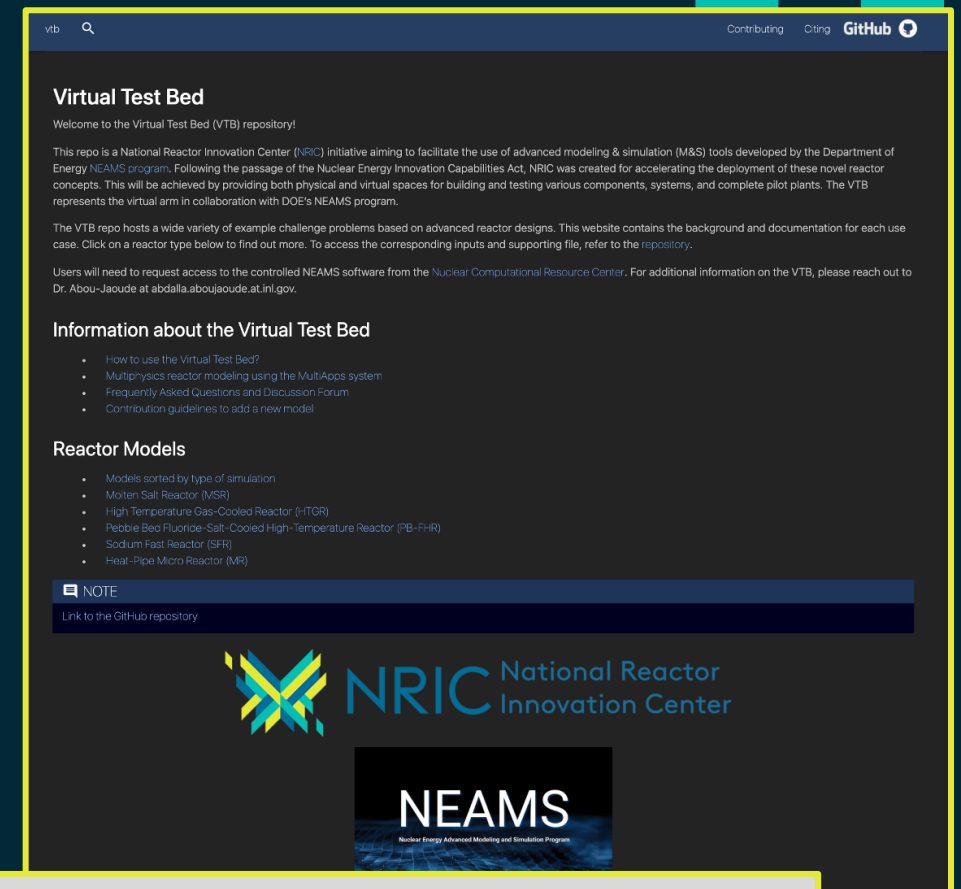 vtb
Contributing Citing GitHub
Virtual Test Bed
Welcome to the Virtual Test Bed (VTB) repository!
This repo is a National Reactor Innovation Center (NRIC) initiative aiming to facilitate the use of advanced modeling & simulation (M&S) tools developed by the Department of
Energy NEAMS program. Following the passage of the Nuclear Energy Innovation Capabilities Act, NRIC was created for accelerating the deployment of these novel reactor
concepts. This will be achieved by providing both physical and virtual spaces for building and testing various components, systems, and complete pilot plants. The VTB
represents the virtual arm in collaboration with DOE's NEAMS program.
The VTB repo hosts a wide variety of example challenge problems based on advanced reactor designs. This website contains the background and documentation for each use
case. Click on a reactor type below to find out more. To access the corresponding inputs and supporting file, refer to the repository.
Users will need to request access to the controlled NEAMS software from the Nuclear Computational Resource Center. For additional information on the VTB, please reach out to
Dr. Abou-Jaoude at abdalla.aboujaoude.at.inl.gov.
Information about the Virtual Test Bed
• How to use the Virtual Test Bed?
• Multiphysics reactor modeling using the MultiApps system
• Frequently Asked Questions and Discussion Forum
• Contribution guidelines to add a new model
Reactor Models
• Models sorted by type of simulation
• Molten Salt Reactor (MSR)
• High Temperature Gas-Cooled Reactor (HTGR)
• Pebble Bed Fluoride-Salt-Cooled High-Temperature Reactor (PB-FHR)
• Sodium Fast Reactor (SFR)
• Heat-Pipe Micro Reactor (MR)
NOTE
Link to the GitHub repository
NRIC National Reactor
Innovation Center
NEAMS
Nuclear Energy Advanced Modeling and Simulation Program